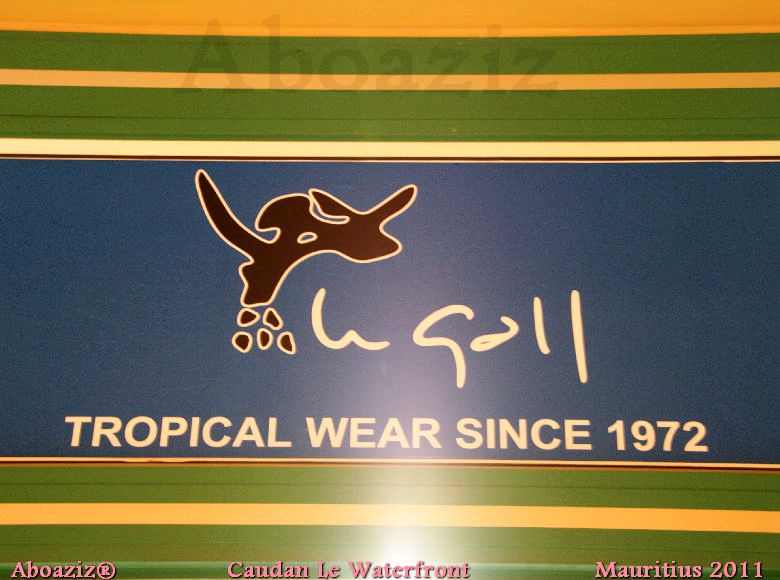 Aboaziz
le gall
TROPICAL WEAR SINCE 1972
Aboaziz®
Caudan Le Waterfront
Mauritius 2011